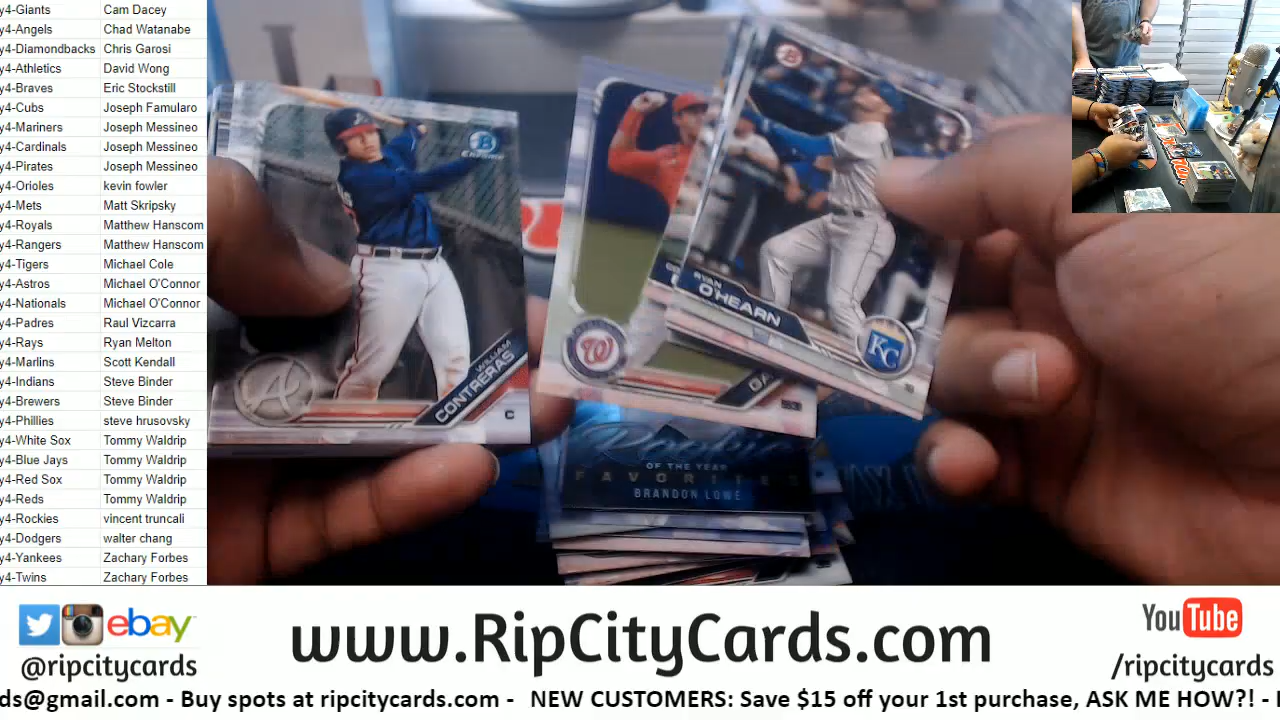 y4-Giants Cam Dacey
y4-Angels Chad Watanabe
y4-Diamondbacks Chris Garosi
y4-Athletics David Wong
y4-Braves Eric Stockstill
y4-Cubs Joseph Famularo
y4-Mariners Joseph Messineo
y4-Cardinals Joseph Messineo
y4-Pirates Joseph Messineo
y4-Orioles kevin fowler
y4-Mets Matt Skripsky
y4-Royals Matthew Hanscom
y4-Rangers Matthew Hanscom
y4-Tigers Michael Cole
y4-Astros Michael O'Connor
y4-Nationals Michael O'Connor
y4-Padres Raul Vizcarra
y4-Rays Ryan Melton
y4-Marlins Scott Kendall
y4-Indians Steve Binder
y4-Brewers Steve Binder
y4-Phillies steve hrusovsky
y4-White Sox Tommy Waldrip
y4-Blue Jays Tommy Waldrip
y4-Red Sox Tommy Waldrip
y4-Reds Tommy Waldrip
y4-Rockies vincent truncali
y4-Dodgers walter chang
y4-Yankees Zachary Forbes
y4-Twins Zachary Forbes
CHROME
WILLIAM
CONTRERAS
C
A
W
RYAN
O'HEARN
KC
OF THE YEAR
FAVORITES
BRANDON LOWE
ebay
@ripcitycards
www.RipCityCards.com
YouTube
/ripcitycards
ds@gmail.com - Buy spots at ripcitycards.com - NEW CUSTOMERS: Save $15 off your 1st purchase, ASK ME HOW?! -